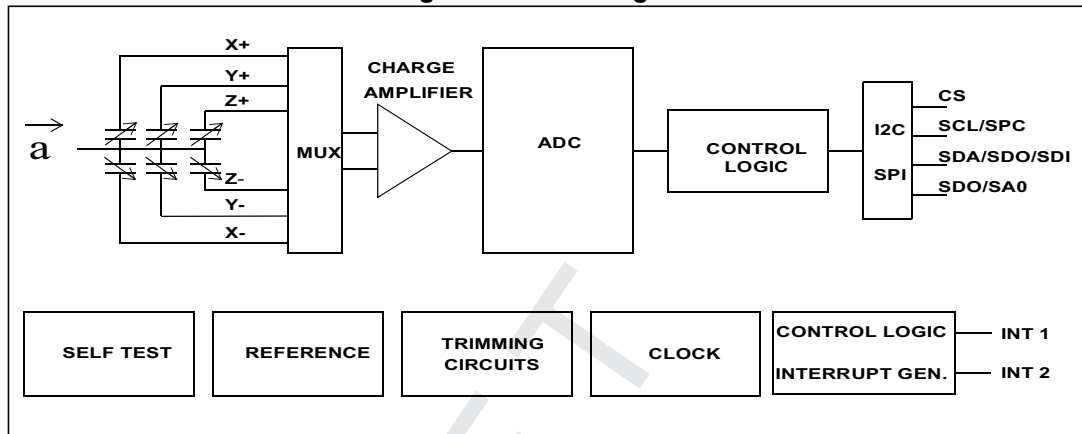 X+
Y+
Z+
CHARGE
AMPLIFIER
a
MUX
ADC
CONTROL
LOGIC
I2C
SPI
CS
SCL/SPC
SDA/SDO/SDI
SDO/SA0
Z-
Y-
X-
SELF TEST
REFERENCE
TRIMMING
CIRCUITS
CLOCK
CONTROL LOGIC
INTERRUPT GEN.
INT 1
INT 2